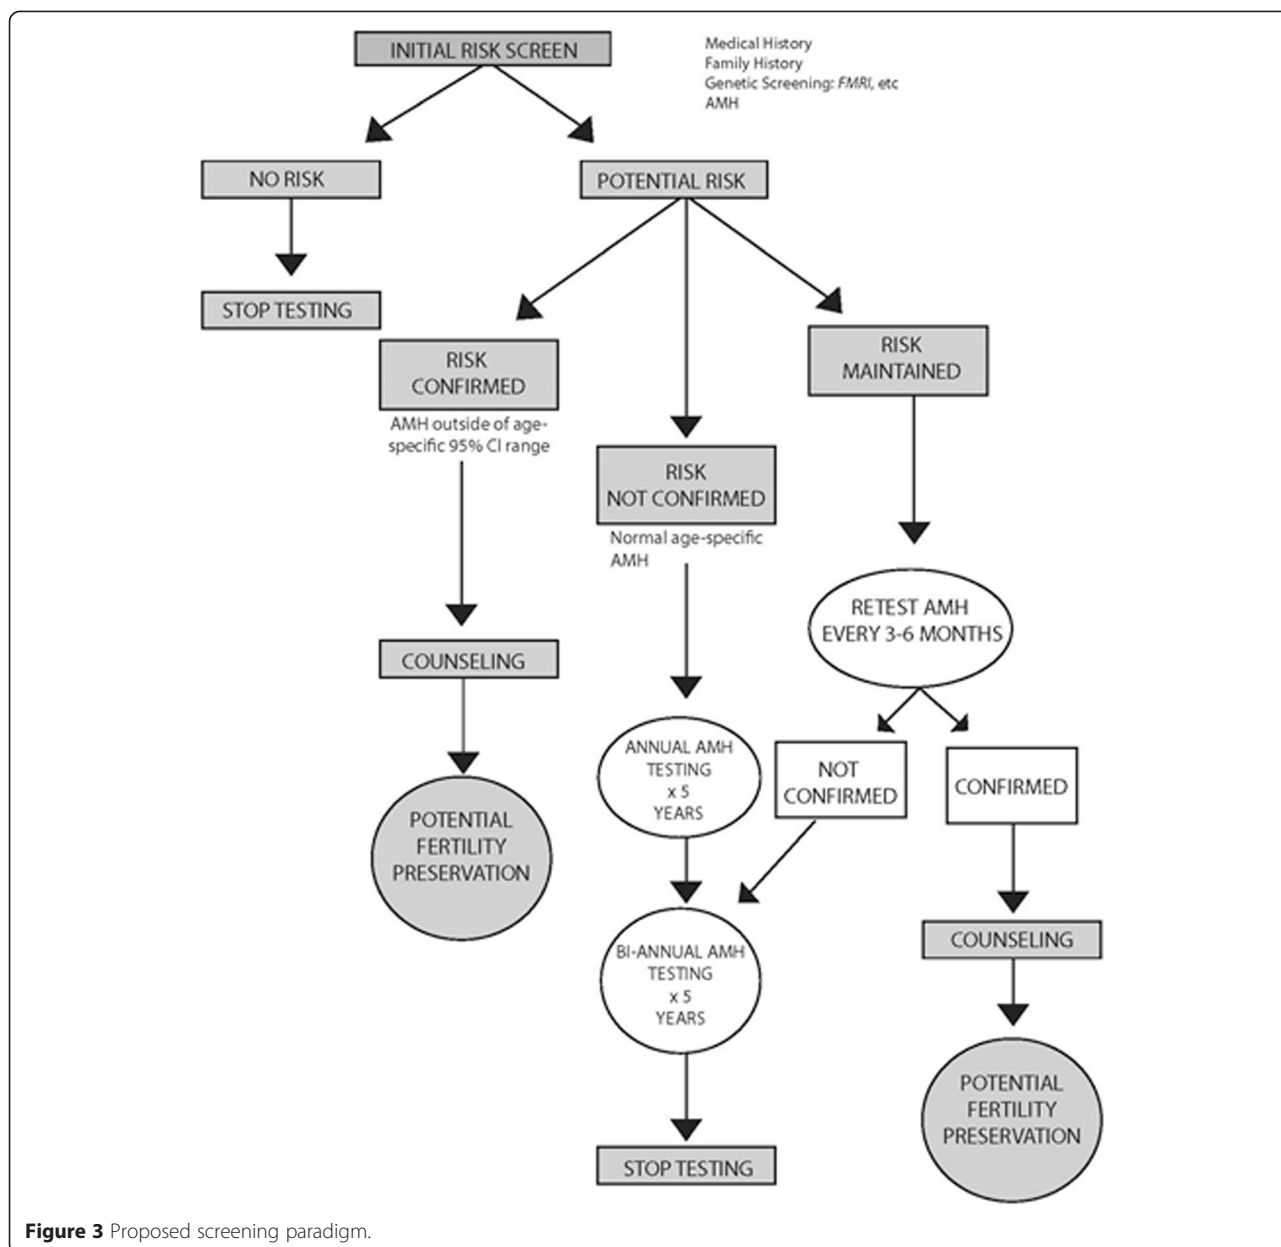 INITIAL RISK SCREEN
Medical History
Family History
Genetic Screening: FMRI, etc
AMH
NO RISK
POTENTIAL RISK
STOP TESTING
RISK
CONFIRMED
AMH outside of age-
specific 95% CI range
RISK
NOT CONFIRMED
Normal age-specific
AMH
RISK
MAINTAINED
RETEST AMH
EVERY 3-6 MONTHS
COUNSELING
POTENTIAL
FERTILITY
PRESERVATION
ANNUAL AMH
TESTING
x 5
YEARS
NOT
CONFIRMED
CONFIRMED
BI-ANNUAL AMH
TESTING
x 5
YEARS
COUNSELING
POTENTIAL
FERTILITY
PRESERVATION
STOP TESTING
Figure 3 Proposed screening paradigm.